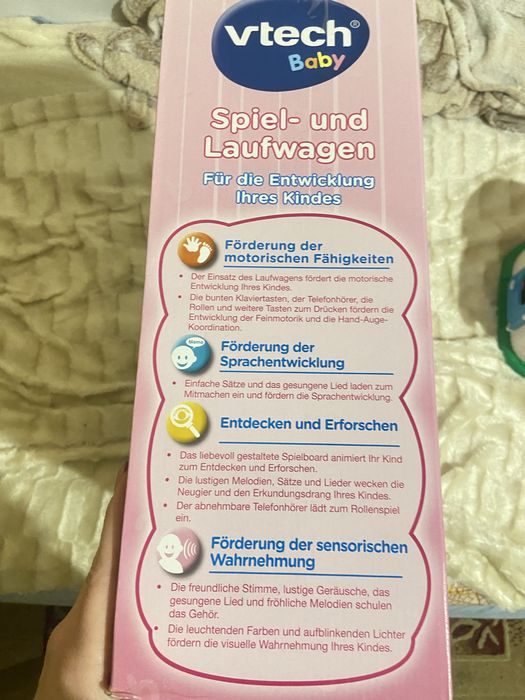 vtech®
Baby
Spiel- und
Laufwagen
Für die Entwicklung
Ihres Kindes
Förderung der
motorischen Fähigkeiten
• Der Einsatz des Laufwagens fördert die motorische
Entwicklung Ihres Kindes.
• Die bunten Klaviertasten, der Telefonhörer, die
Rollen und weitere Tasten zum Drücken fördern die
Entwicklung der Feinmotorik und die Hand-Auge-
Koordination.
Mama
Förderung der
Sprachentwicklung
• Einfache Sätze und das gesungene Lied laden zum
Mitmachen ein und fördern die Sprachentwicklung.
Entdecken und Erforschen
• Das liebevoll gestaltete Spielboard animiert Ihr Kind
zum Entdecken und Erforschen.
• Die lustigen Melodien, Sätze und Lieder wecken die
Neugier und den Erkundungsdrang Ihres Kindes.
• Der abnehmbare Telefonhörer lädt zum Rollenspiel
ein.
Förderung der sensorischen
Wahrnehmung
• Die freundliche Stimme, lustige Geräusche, das
gesungene Lied und fröhliche Melodien schulen
das Gehör.
• Die leuchtenden Farben und aufblinkenden Lichter
fördern die visuelle Wahrnehmung Ihres Kindes.